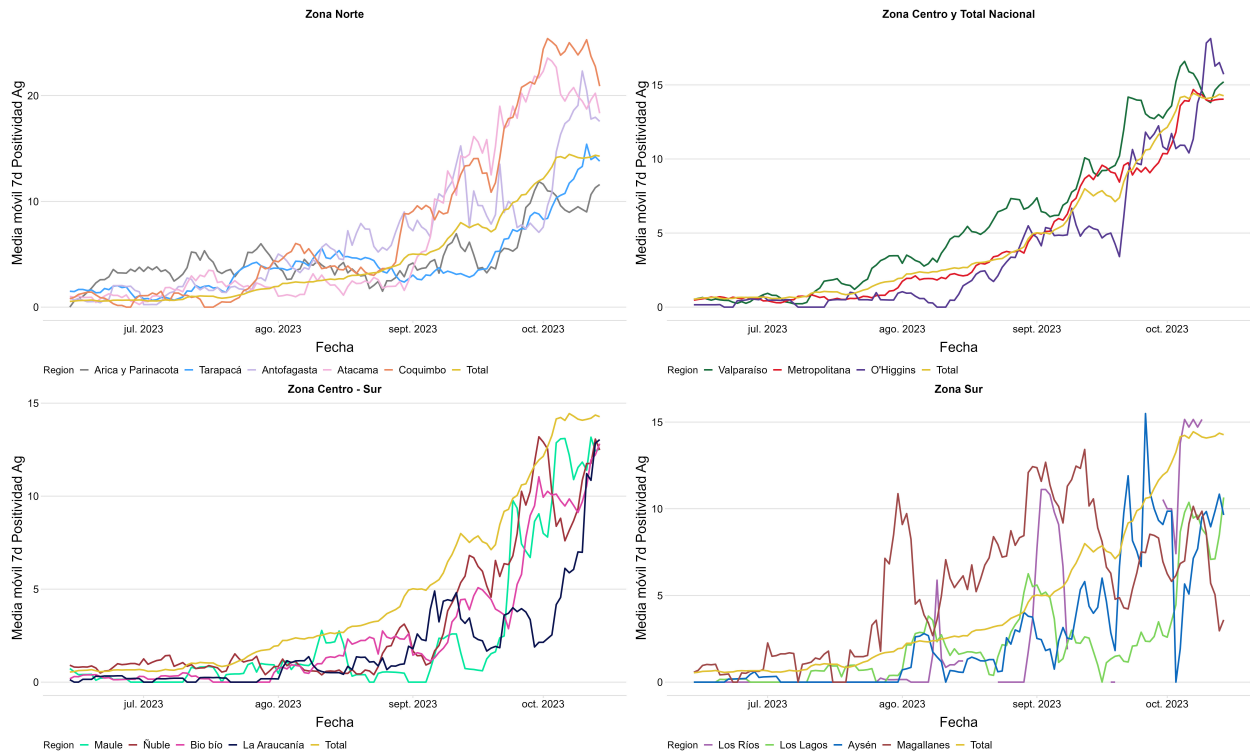 Zona Norte
Media móvil 7d Positividad Ag
20
10
0
jul. 2023 ago. 2023 sept. 2023 oct. 2023
Fecha
Region Arica y Parinacota Tarapacá Antofagasta Atacama Coquimbo Total
Zona Centro y Total Nacional
Media móvil 7d Positividad Ag
15
10
5
0
jul. 2023 ago. 2023 sept. 2023 oct. 2023
Fecha
Region Valparaíso Metropolitana O'Higgins Total
Zona Centro - Sur
Media móvil 7d Positividad Ag
15
10
5
0
jul. 2023 ago. 2023 sept. 2023 oct. 2023
Fecha
Region Maule Ñuble Bio bío La Araucanía Total
Zona Sur
Media móvil 7d Positividad Ag
15
10
5
0
jul. 2023 ago. 2023 sept. 2023 oct. 2023
Fecha
Region Los Ríos Los Lagos Aysén Magallanes Total